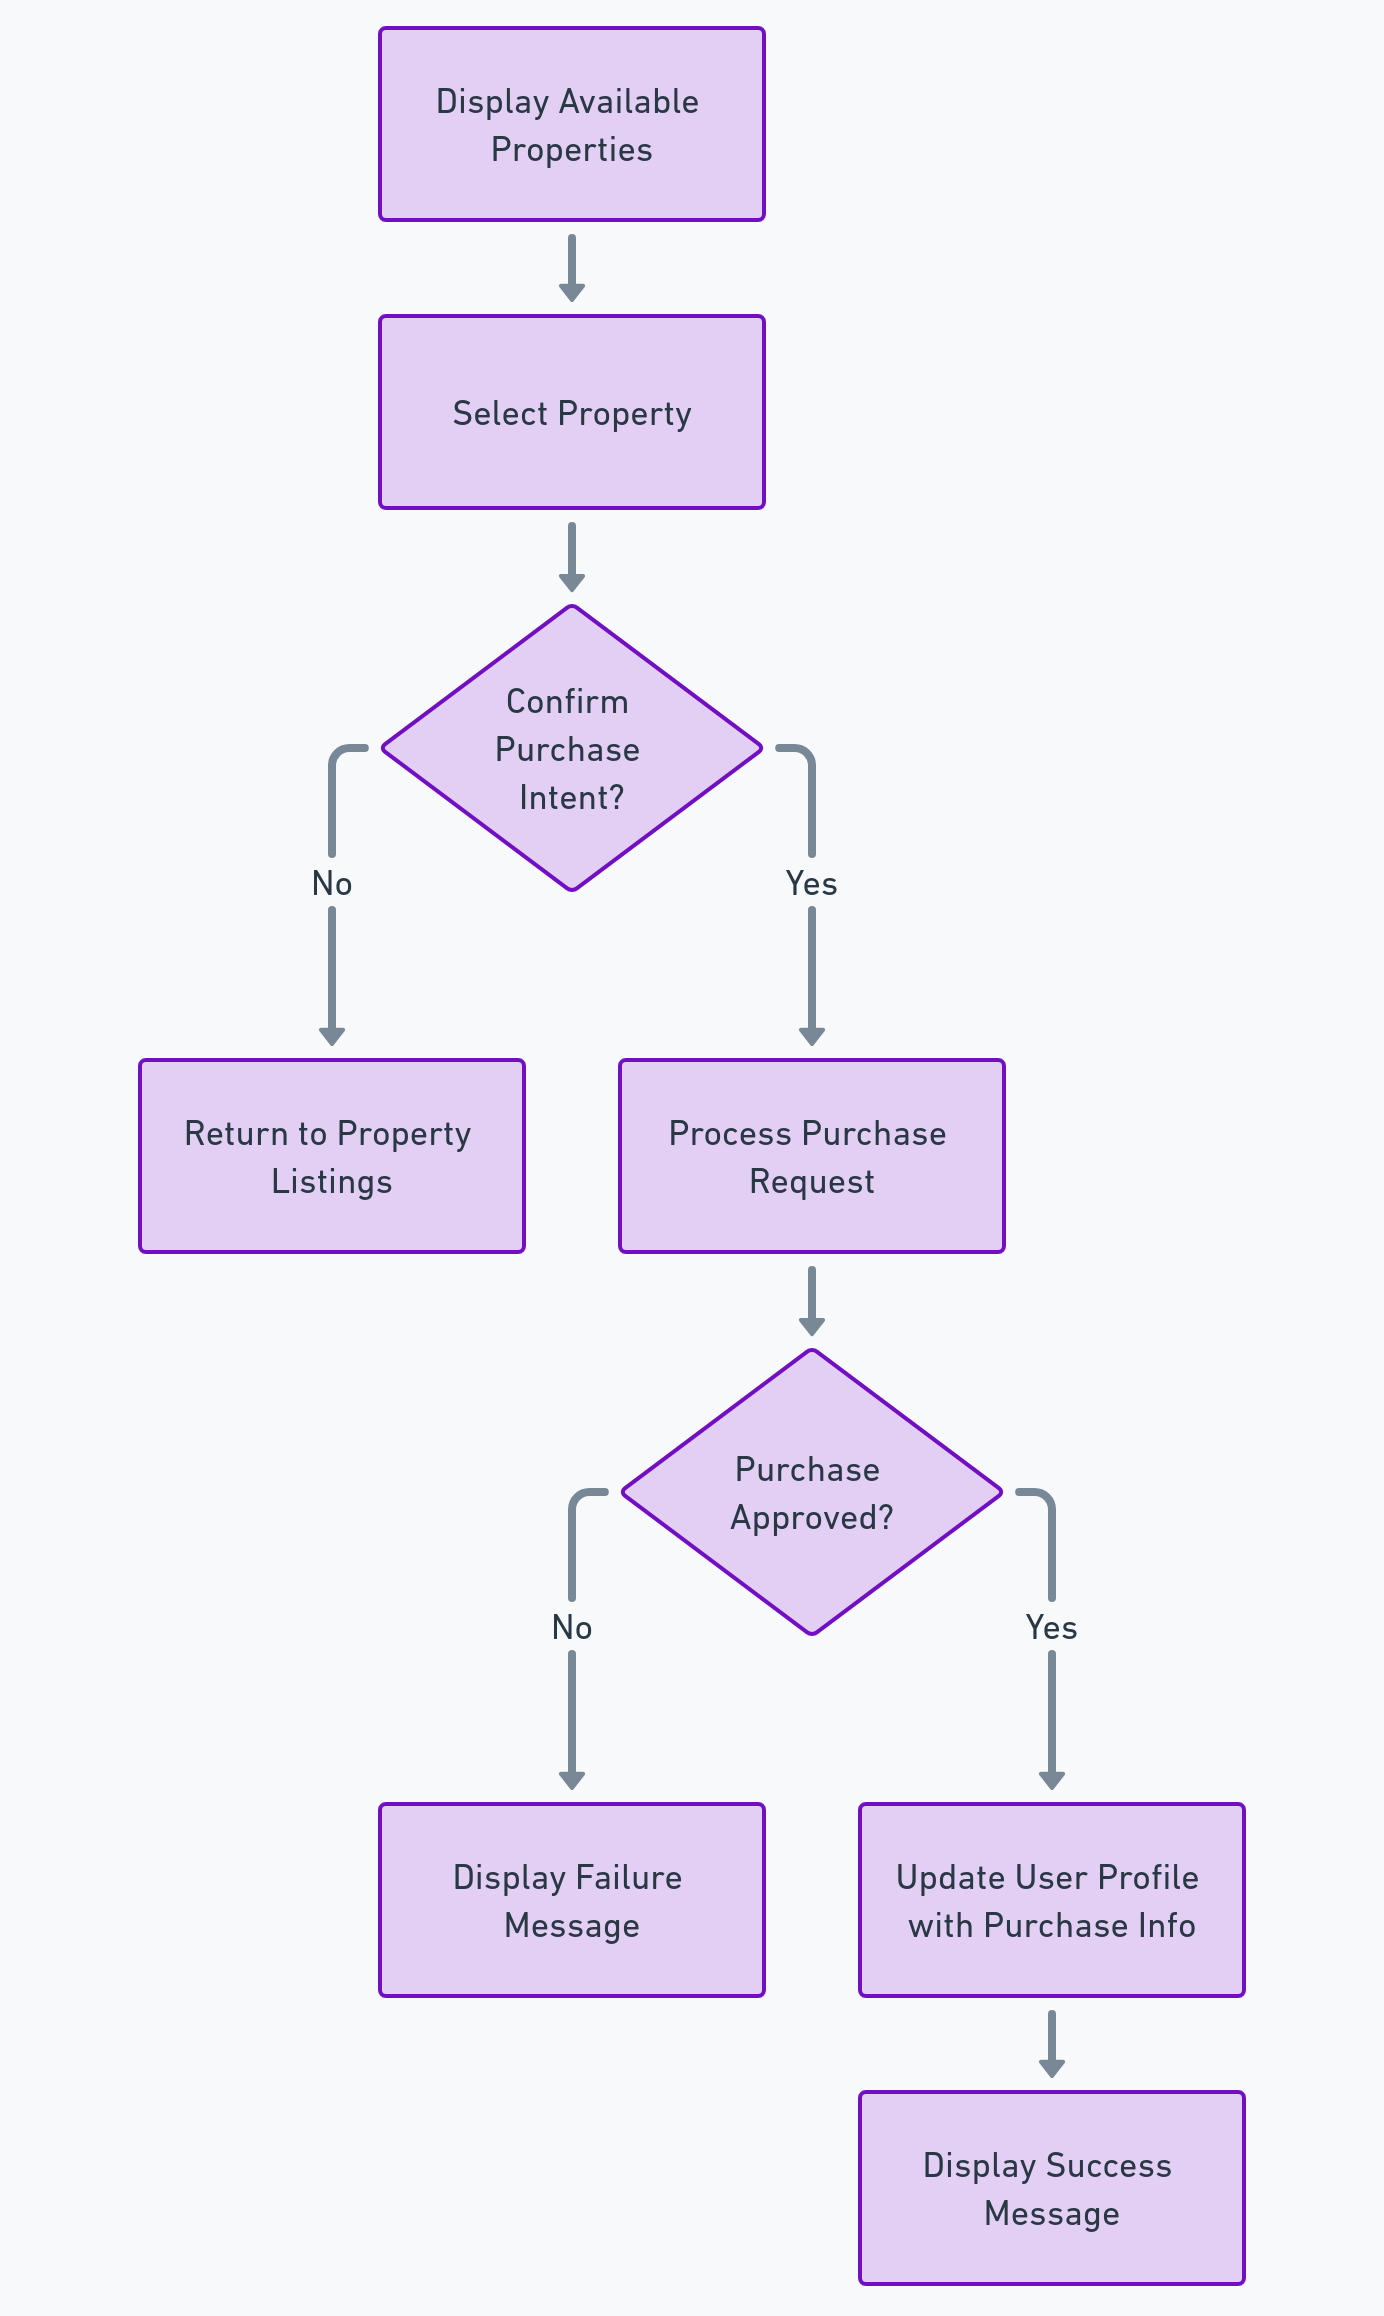 Display Available
Properties
Select Property
Confirm
Purchase
Intent?
No
Yes
Return to Property
Listings
Process Purchase
Request
Purchase
Approved?
No
Yes
Display Failure
Message
Update User Profile
with Purchase Info
Display Success
Message